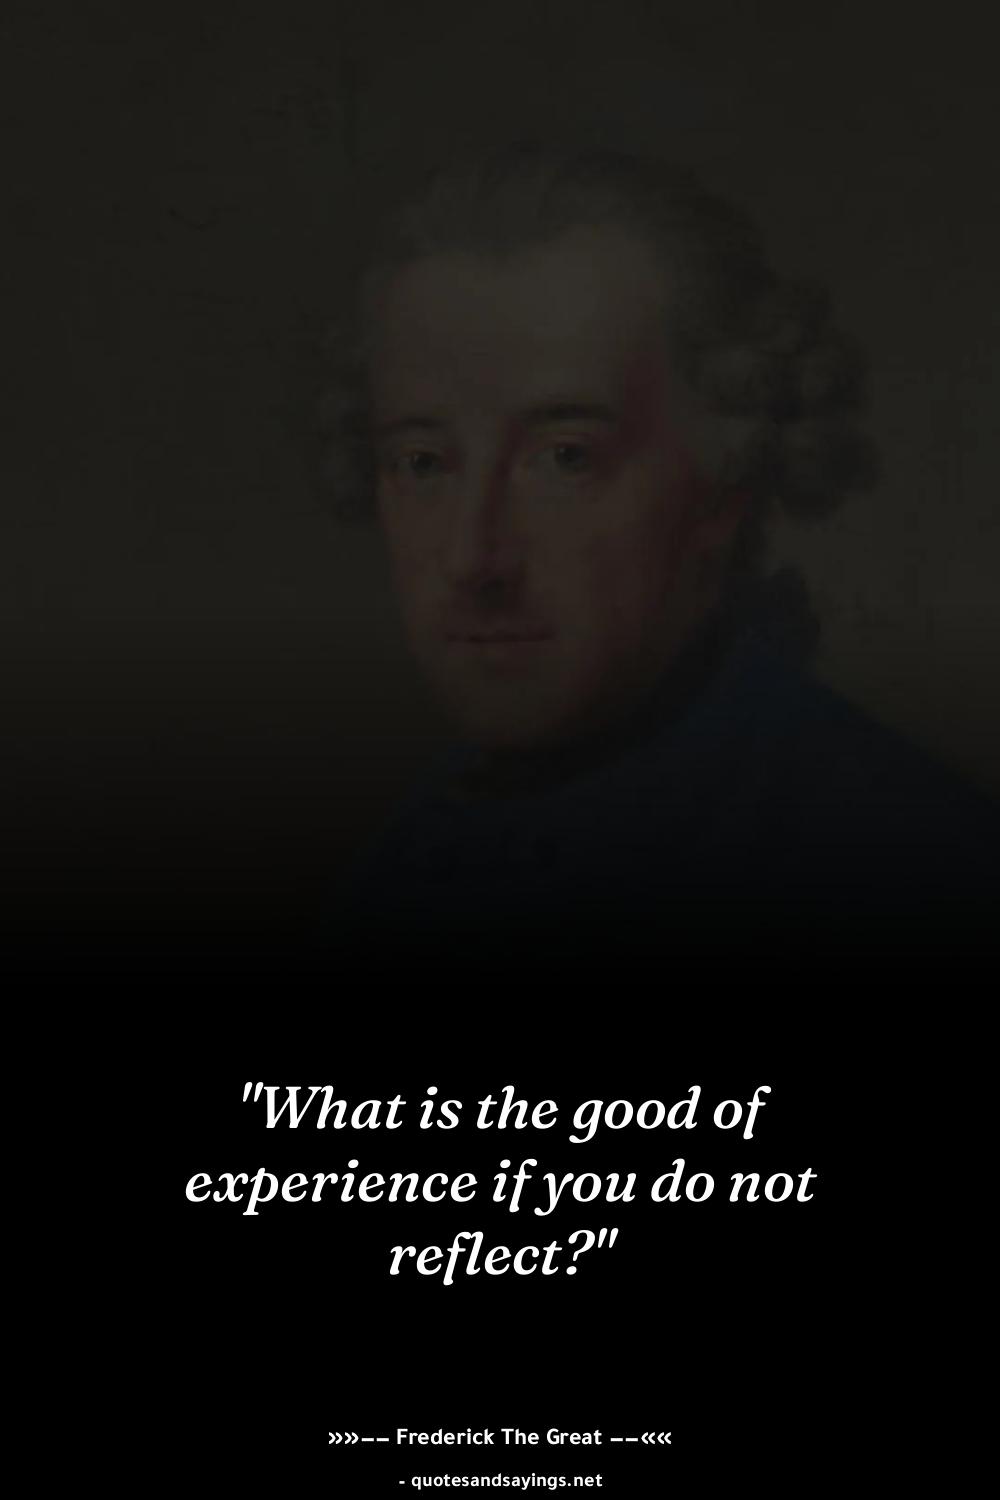 "What is the good of
experience if you do not
reflect?"
»»–– Frederick The Great ––««
- quotesandsayings.net